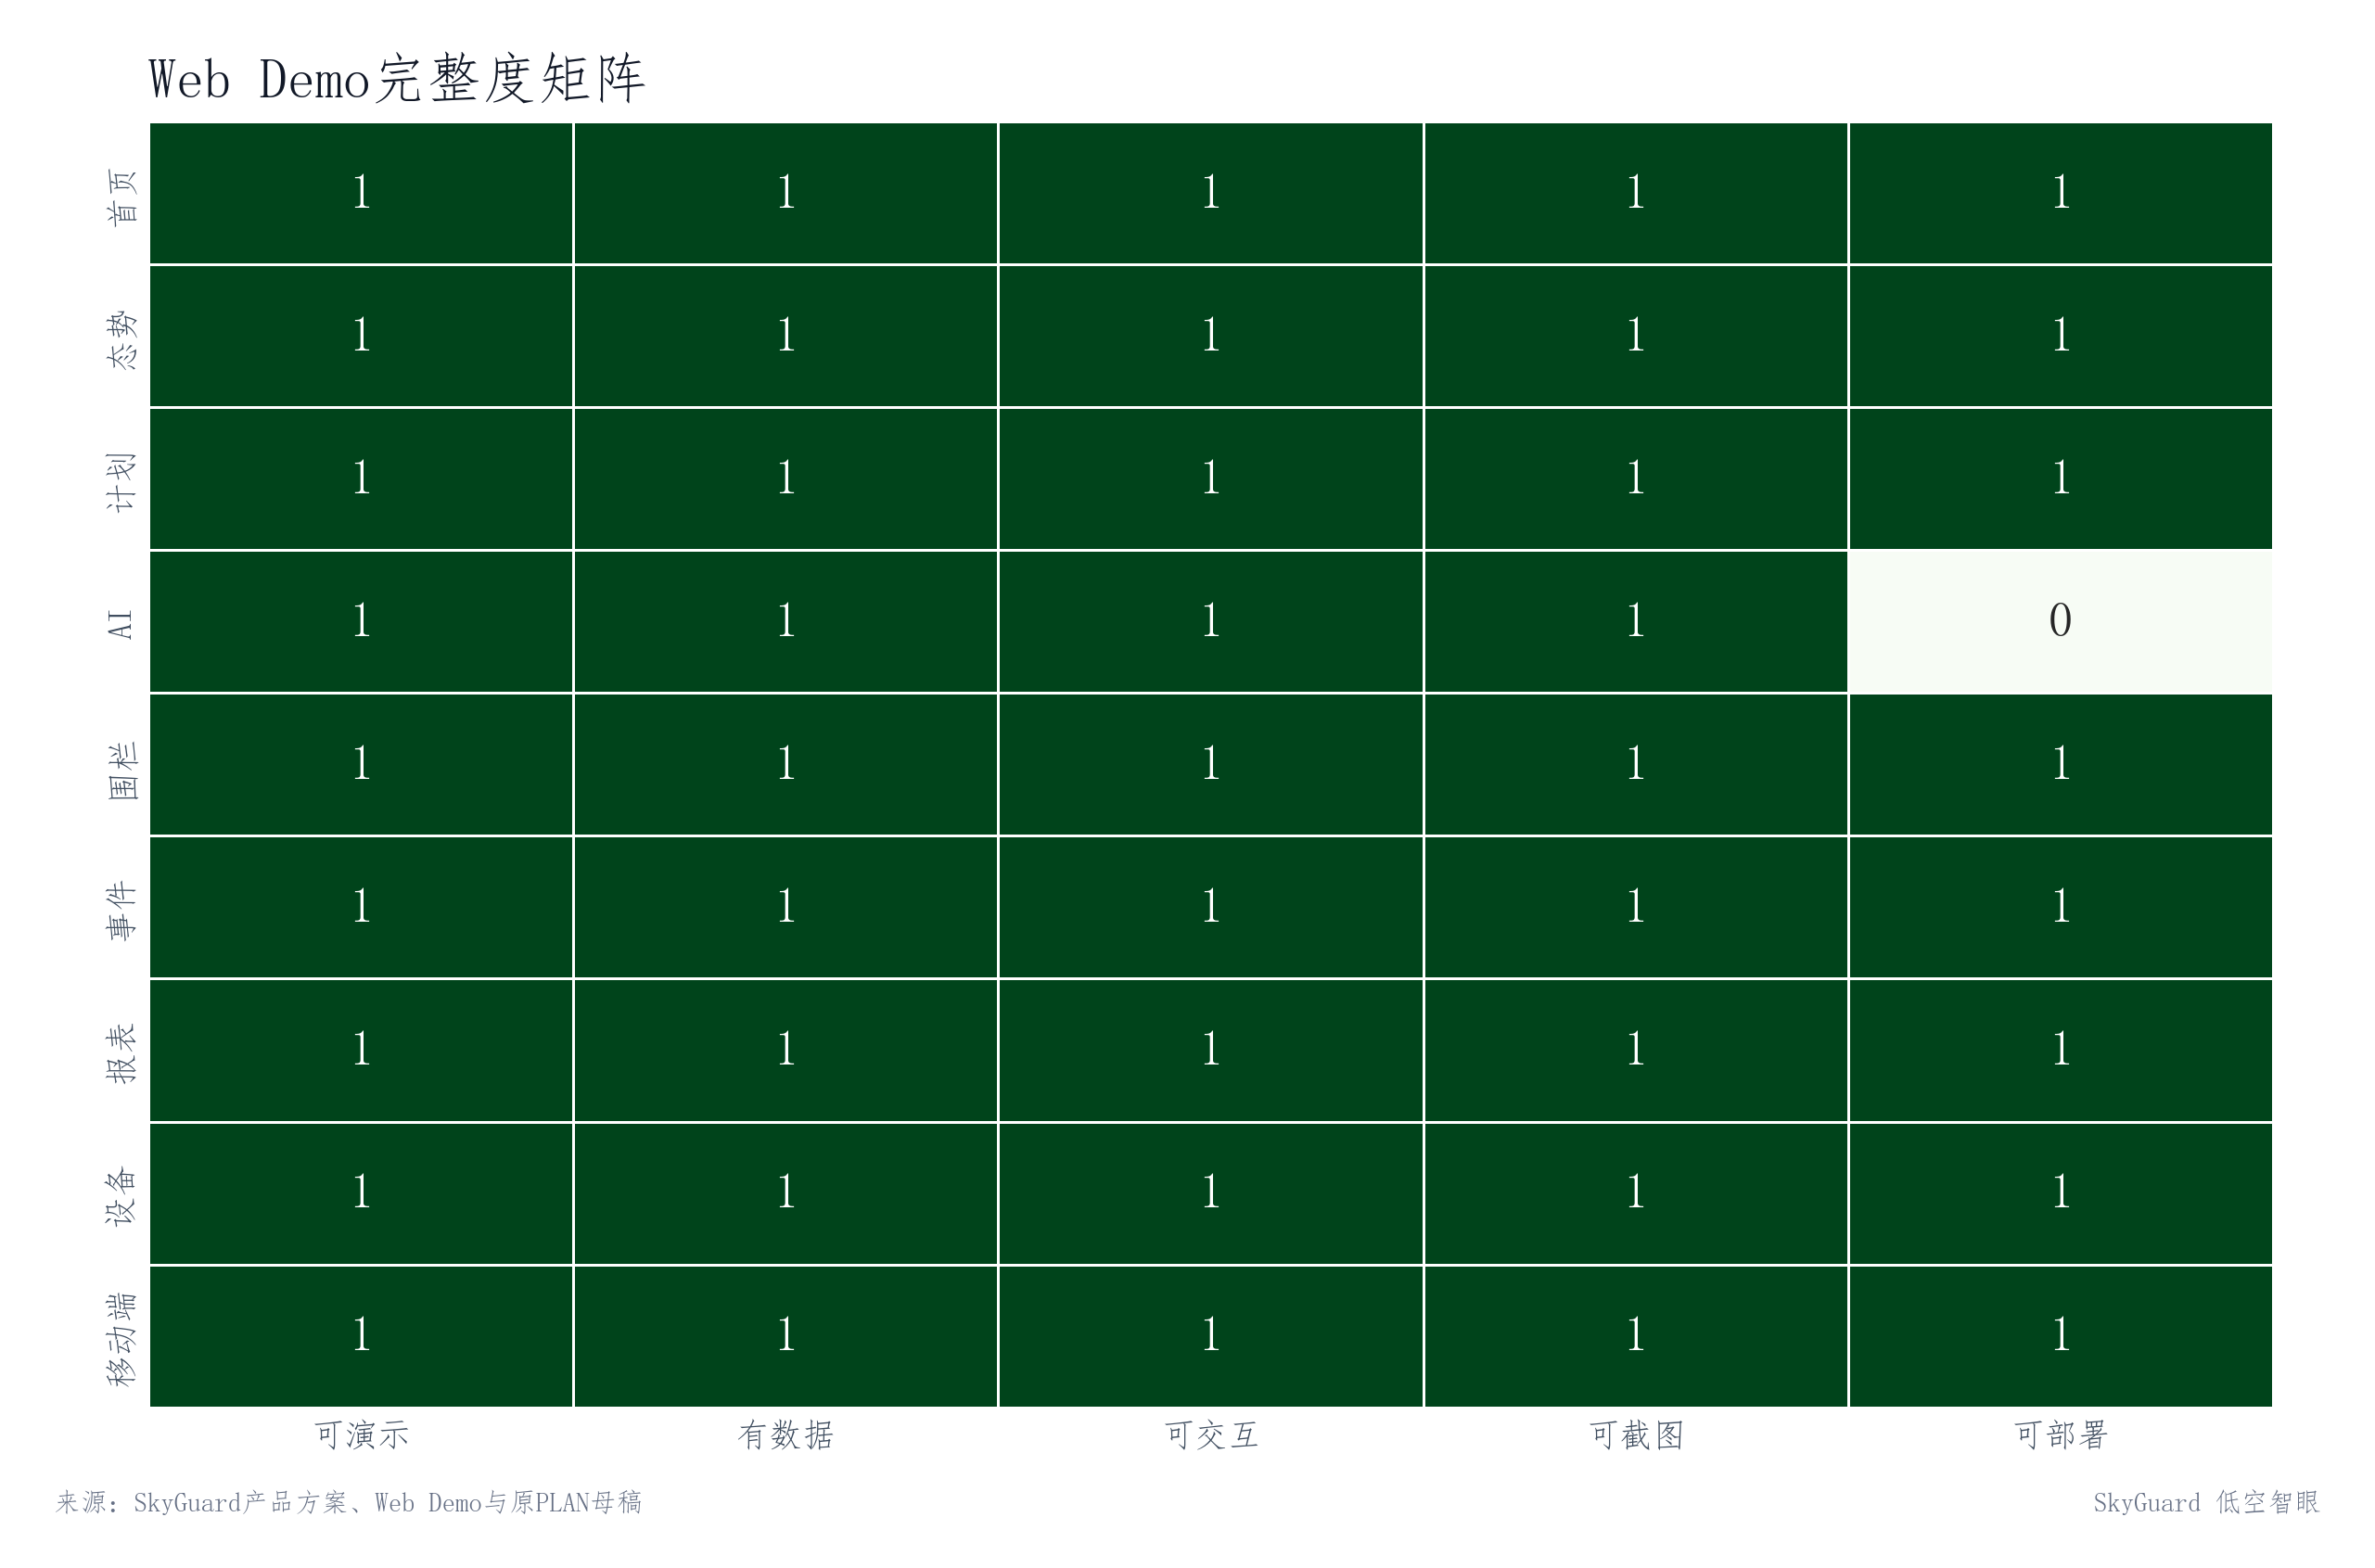 Web Demo完整度矩阵
首页 1 1 1 1 1
态势 1 1 1 1 1
计划 1 1 1 1 1
AI 1 1 1 1 0
围栏 1 1 1 1 1
事件 1 1 1 1 1
报表 1 1 1 1 1
设备 1 1 1 1 1
移动端 1 1 1 1 1
可演示 有数据 可交互 可截图 可部署
来源: SkyGuard产品方案、Web Demo与原PLAN母稿
SkyGuard 低空智眼